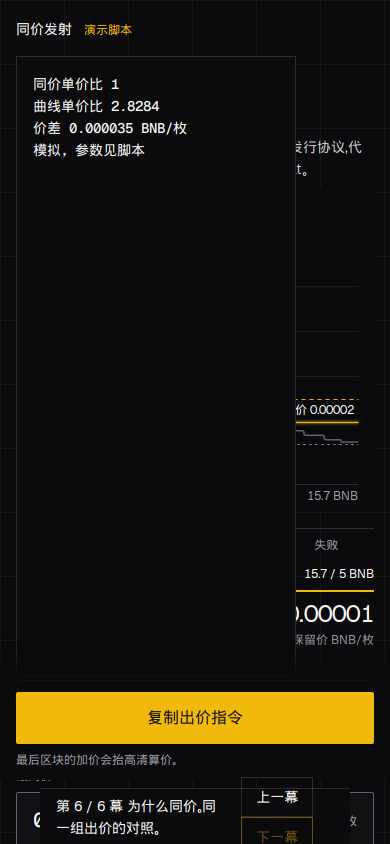 同价发射 演示脚本
同价单价比 1
曲线单价比 2.8284
价差 0.000035 BNB/枚
模拟, 参数见脚本
发行协议,代
t。
价 0.00002
15.7 BNB
失败
15.7 / 5 BNB
0.00001
保留价 BNB/枚
复制出价指令
最后区块的加价会抬高清算价。
第 6 / 6 幕 为什么同价。同
一组出价的对照。
上一幕
下一幕